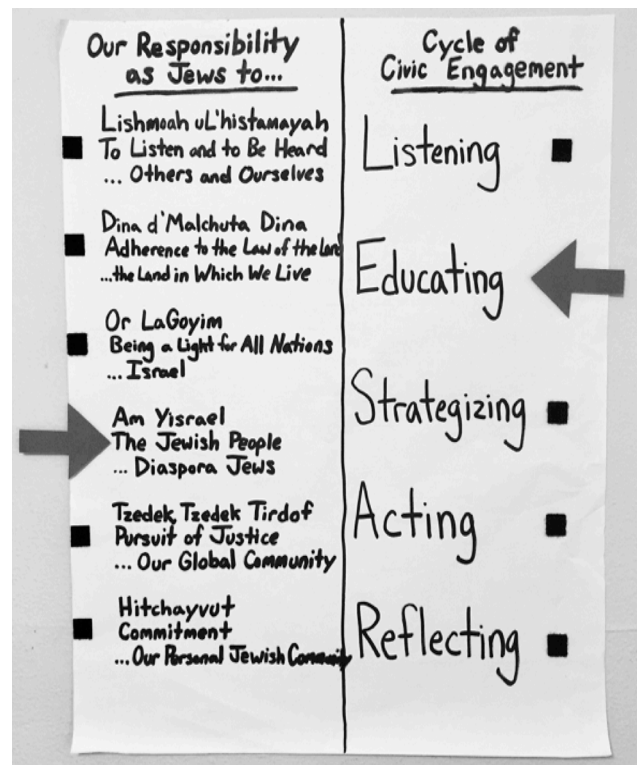 Our Responsibility
as Jews to...
Lishmoah uL'histamayah
To Listen and to Be Heard
... Others and Ourselves
Dina d'Malchuta Dina
Adherence to the Law of the Land
...the Land in Which We Live
Or LaGoyim
Being a Light for All Nations
... Israel
Am Yisrael
The Jewish People
... Diaspora Jews
Tzedek, Tzedek Tirdof
Pursuit of Justice
... Our Global Community
Hitchayvut
Commitment
...Our Personal Jewish Community
Cycle of
Civic Engagement
Listening
Educating
Strategizing
Acting
Reflecting